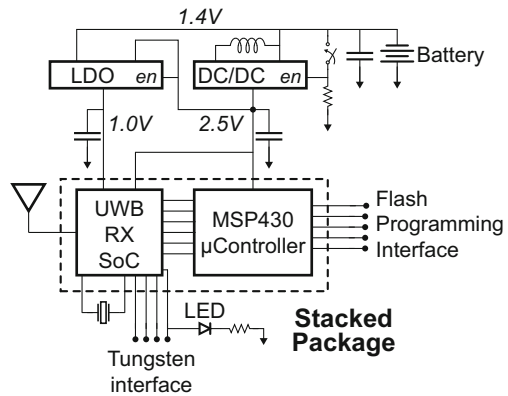 1.4V
Battery
LDO
en
DC/DC
en
1.0V
2.5V
UWB
RX
SoC
MSP430
µController
Flash
Programming
Interface
LED
Stacked
Package
Tungsten
interface